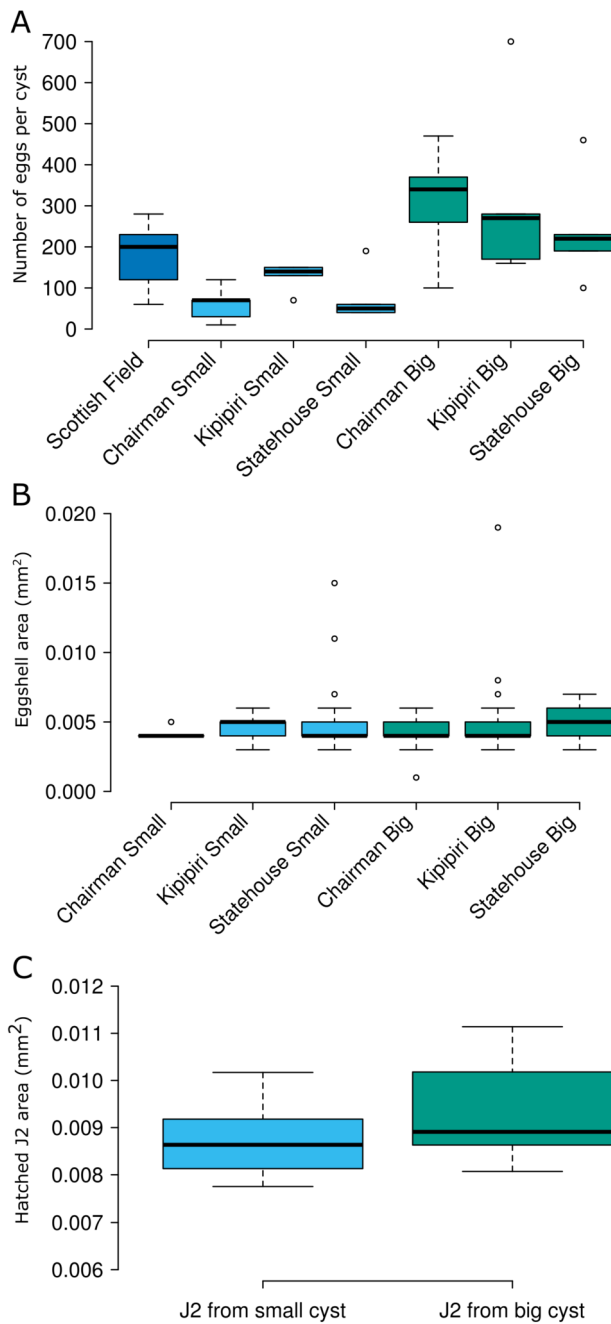 A
Number of eggs per cyst
700
600
500
400
300
200
100
0
Scottish Field
Chairman Small
Kipipiri Small
Statehouse Small
Chairman Big
Kipipiri Big
Statehouse Big
B
Eggshell area (mm²)
0.020
0.015
0.010
0.005
0.000
Chairman Small
Kipipiri Small
Statehouse Small
Chairman Big
Kipipiri Big
Statehouse Big
C
Hatched J2 area (mm²)
0.012
0.011
0.010
0.009
0.008
0.007
0.006
J2 from small cyst
J2 from big cyst